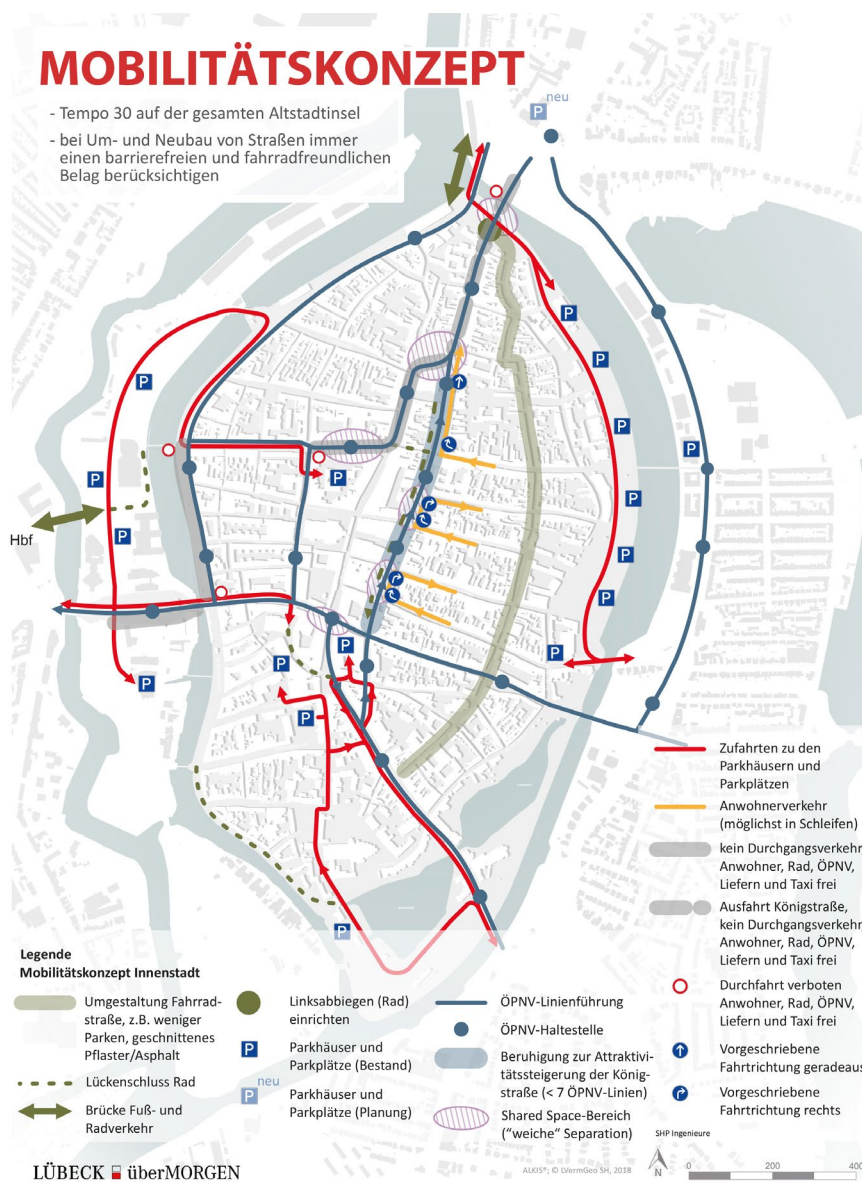 MOBILITÄTSKONZEPT
- Tempo 30 auf der gesamten Altstadtinsel
- bei Um- und Neubau von Straßen immer
einen barrierefreien und fahrradfreundlichen
Belag berücksichtigen
neu
P
P
P
P
P
P
P
P
P
P
P
Hbf
P
P
P
P
P
P
P
P
P
Zufahrten zu den
Parkhäusern und
Parkplätzen
Anwohnerverkehr
(möglichst in Schleifen)
kein Durchgangsverkehr
Anwohner, Rad, ÖPNV,
Liefern und Taxi frei
Ausfahrt Königstraße,
kein Durchgangsverkehr
Anwohner, Rad, ÖPNV,
Liefern und Taxi frei
Durchfahrt verboten
Anwohner, Rad, ÖPNV,
Liefern und Taxi frei
Vorgeschriebene
Fahrtrichtung geradeaus
Vorgeschriebene
Fahrtrichtung rechts
Legende
Mobilitätskonzept Innenstadt
Umgestaltung Fahrrad-
straße, z.B. weniger
Parken, geschnittenes
Pflaster/Asphalt
Lückenschluss Rad
Brücke Fuß- und
Radverkehr
Linksabbiegen (Rad)
einrichten
P
Parkhäuser und
Parkplätze (Bestand)
neu
P
Parkhäuser und
Parkplätze (Planung)
ÖPNV-Linienführung
ÖPNV-Haltestelle
Beruhigung zur Attraktivi-
tätssteigerung der König-
straße (< 7 ÖPNV-Linien)
Shared Space-Bereich
("weiche" Separation)
SHP Ingenieure
N
0 200 400
ALKIS®; © LVermGeo SH, 2018
LÜBECK überMORGEN